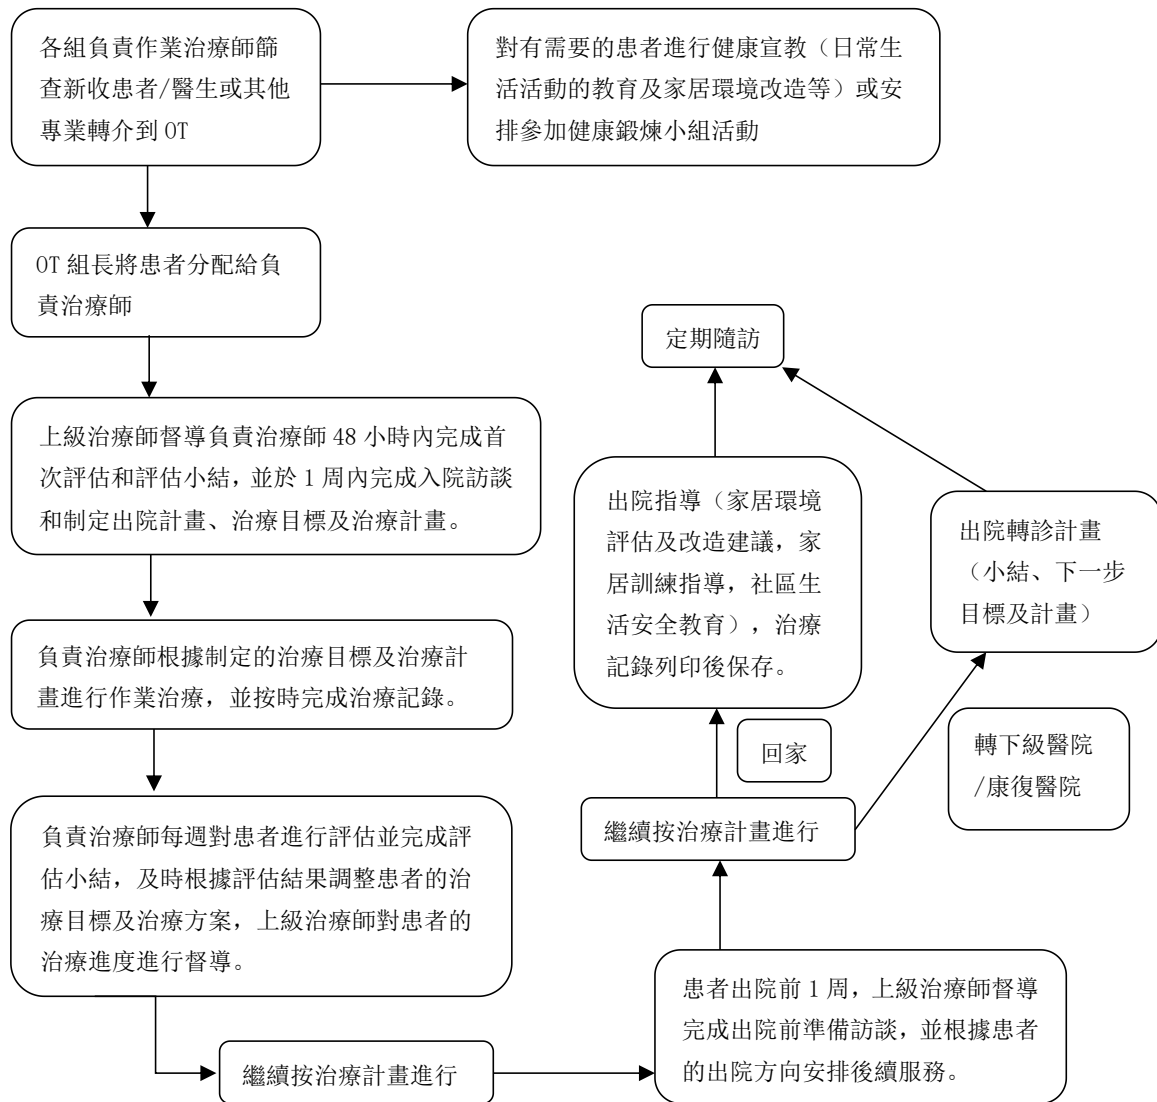 各組負責作業治療師篩
查新收患者/醫生或其他
專業轉介到 OT
對有需要的患者進行健康宣教（日常生
活活動的教育及家居環境改造等）或安
排參加健康鍛煉小組活動
OT 組長將患者分配給負
責治療師
上級治療師督導負責治療師 48 小時內完成首
次評估和評估小結，並於 1 周內完成入院訪談
和制定出院計畫、治療目標及治療計畫。
負責治療師根據制定的治療目標及治療計
畫進行作業治療，並按時完成治療記錄。
負責治療師每週對患者進行評估並完成評
估小結，及時根據評估結果調整患者的治
療目標及治療方案，上級治療師對患者的
治療進度進行督導。
繼續按治療計畫進行
患者出院前 1 周，上級治療師督導
完成出院前準備訪談，並根據患者
的出院方向安排後續服務。
繼續按治療計畫進行
回家
轉下級醫院
/康復醫院
出院指導（家居環境
評估及改造建議，家
居訓練指導，社區生
活安全教育），治療
記錄列印後保存。
出院轉診計畫
（小結、下一步
目標及計畫）
定期隨訪